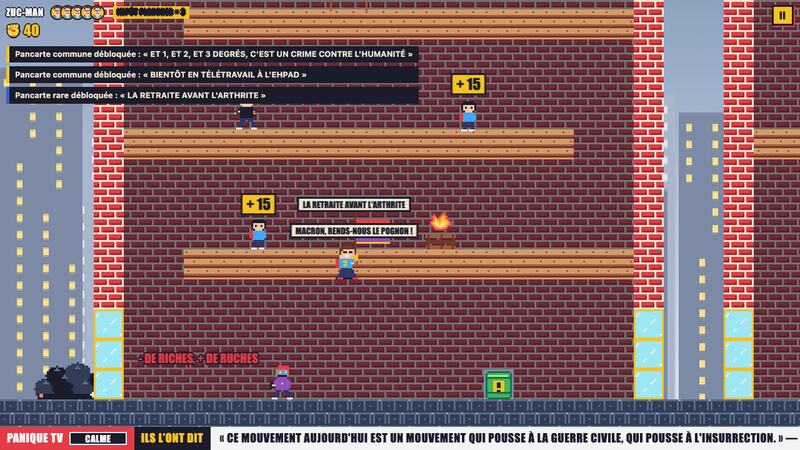 ZUC-MAN
40
Pancarte commune débloquée : « ET 1, ET 2, ET 3 DEGRÉS, C'EST UN CRIME CONTRE L'HUMANITÉ »
Pancarte commune débloquée : « BIENTÔT EN TÉLÉTRAVAIL À L'EHPAD »
Pancarte rare débloquée : « LA RETRAITE AVANT L'ARTHRITE »
+ 15
+ 15
LA RETRAITE AVANT L'ARTHRITE
MACRON, RENDS-NOUS LE POGNON !
- DE RICHES, + DE RUCHES
!
PANIQUE TV
CALME
ILS L'ONT DIT
« CE MOUVEMENT AUJOURD'HUI EST UN MOUVEMENT QUI POUSSE À LA GUERRE CIVILE, QUI POUSSE À L'INSURRECTION. » —